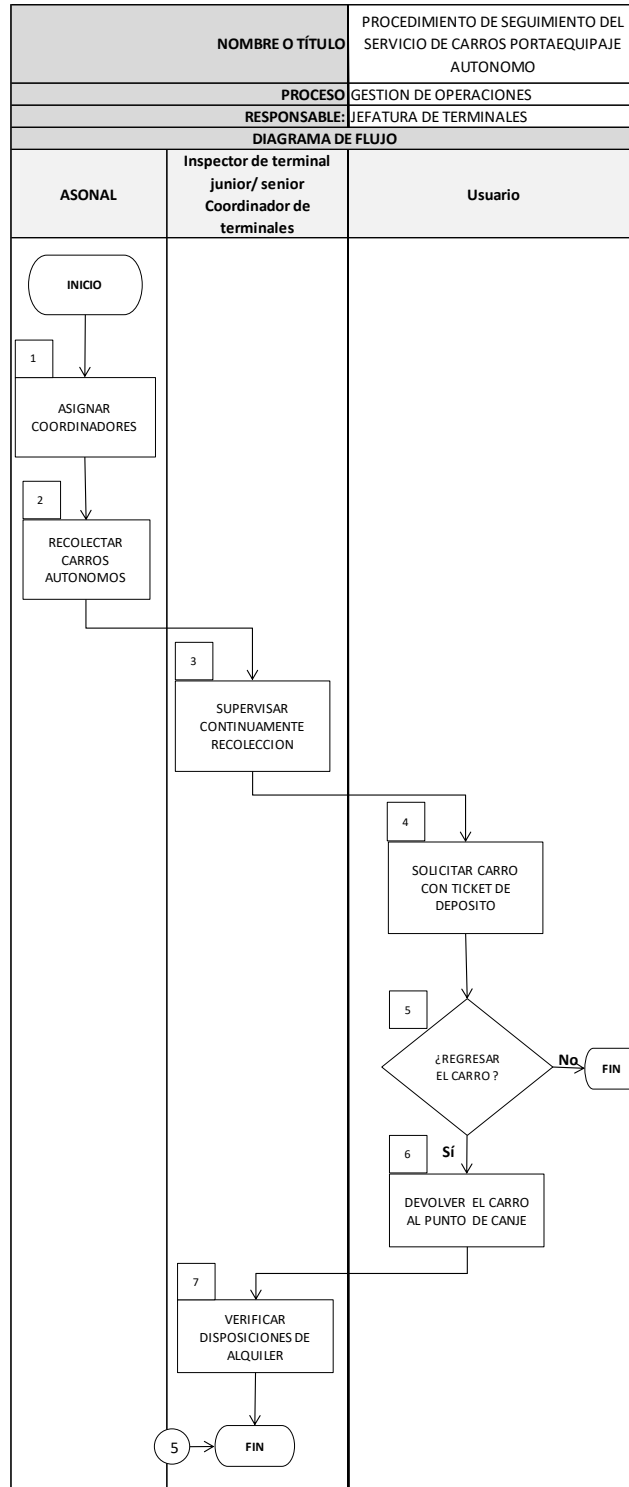 NOMBRE O TÍTULO
PROCEDIMIENTO DE SEGUIMIENTO DEL
SERVICIO DE CARROS PORTAEQUIPAJE
AUTONOMO
PROCESO GESTION DE OPERACIONES
RESPONSABLE: JEFATURA DE TERMINALES
DIAGRAMA DE FLUJO
ASONAL
Inspector de terminal
junior/ senior
Coordinador de
terminales
Usuario
INICIO
1
ASIGNAR
COORDINADORES
2
RECOLECTAR
CARROS
AUTONOMOS
3
SUPERVISAR
CONTINUAMENTE
RECOLECCION
4
SOLICITAR CARRO
CON TICKET DE
DEPOSITO
5
¿REGRESAR
EL CARRO ?
No
FIN
Sí
6
DEVOLVER EL CARRO
AL PUNTO DE CANJE
7
VERIFICAR
DISPOSICIONES DE
ALQUILER
5
FIN